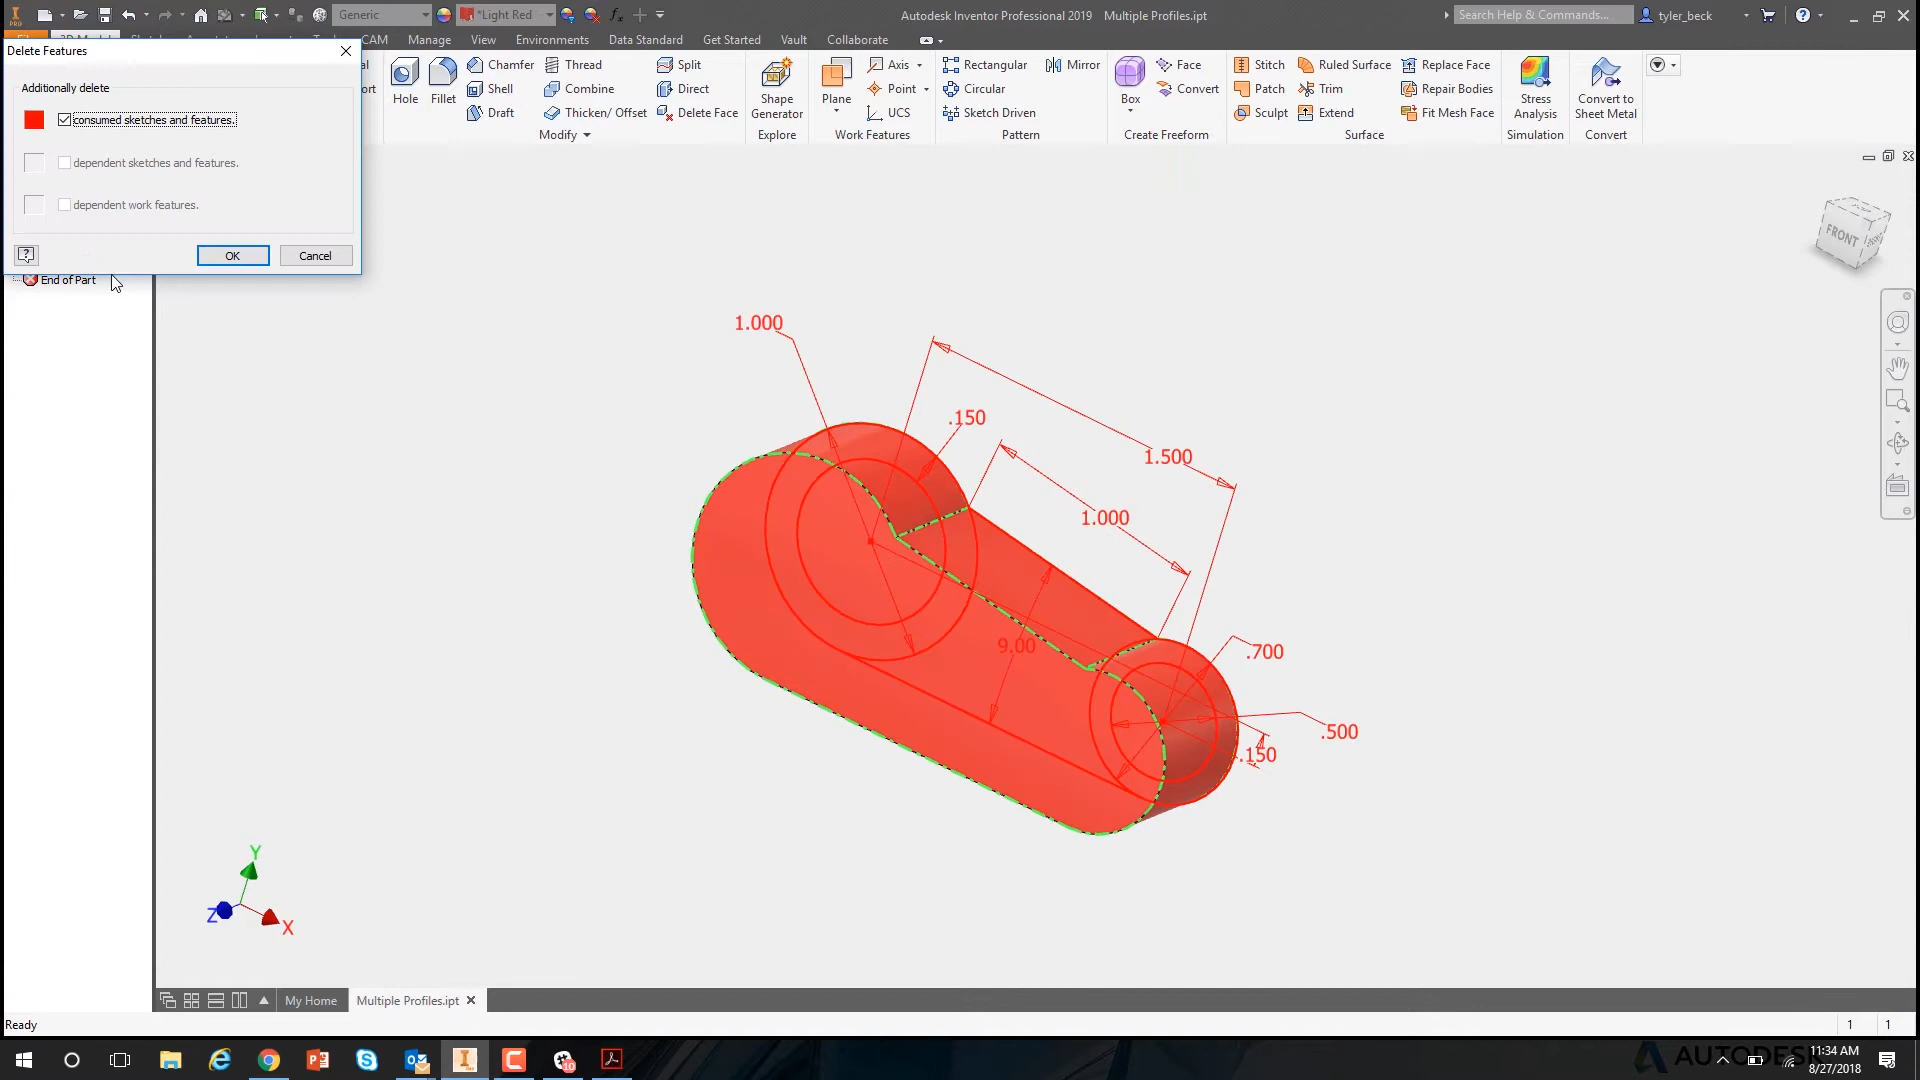 Generic
*Light Red
Autodesk Inventor Professional 2019 Multiple Profiles.ipt
Search Help & Commands...
tyler_beck
CAM
Manage
View
Environments
Data Standard
Get Started
Vault
Collaborate
Delete Features
Additionally delete
consumed sketches and features.
dependent sketches and features.
dependent work features.
OK
Cancel
End of Part
Hole
Fillet
Chamfer
Shell
Draft
Thread
Combine
Thicken/ Offset
Split
Direct
Delete Face
Modify
Shape
Generator
Explore
Plane
Axis
Point
UCS
Work Features
Rectangular
Circular
Sketch Driven
Mirror
Pattern
Box
Face
Convert
Create Freeform
Stitch
Patch
Sculpt
Ruled Surface
Trim
Extend
Replace Face
Repair Bodies
Fit Mesh Face
Surface
Stress
Analysis
Simulation
Convert to
Sheet Metal
Convert
FRONT
1.000
.150
1.500
1.000
9.00
.700
.500
.150
Y
Z
X
My Home
Multiple Profiles.ipt
Ready
1
1
AUTODESK
11:34 AM
8/27/2018